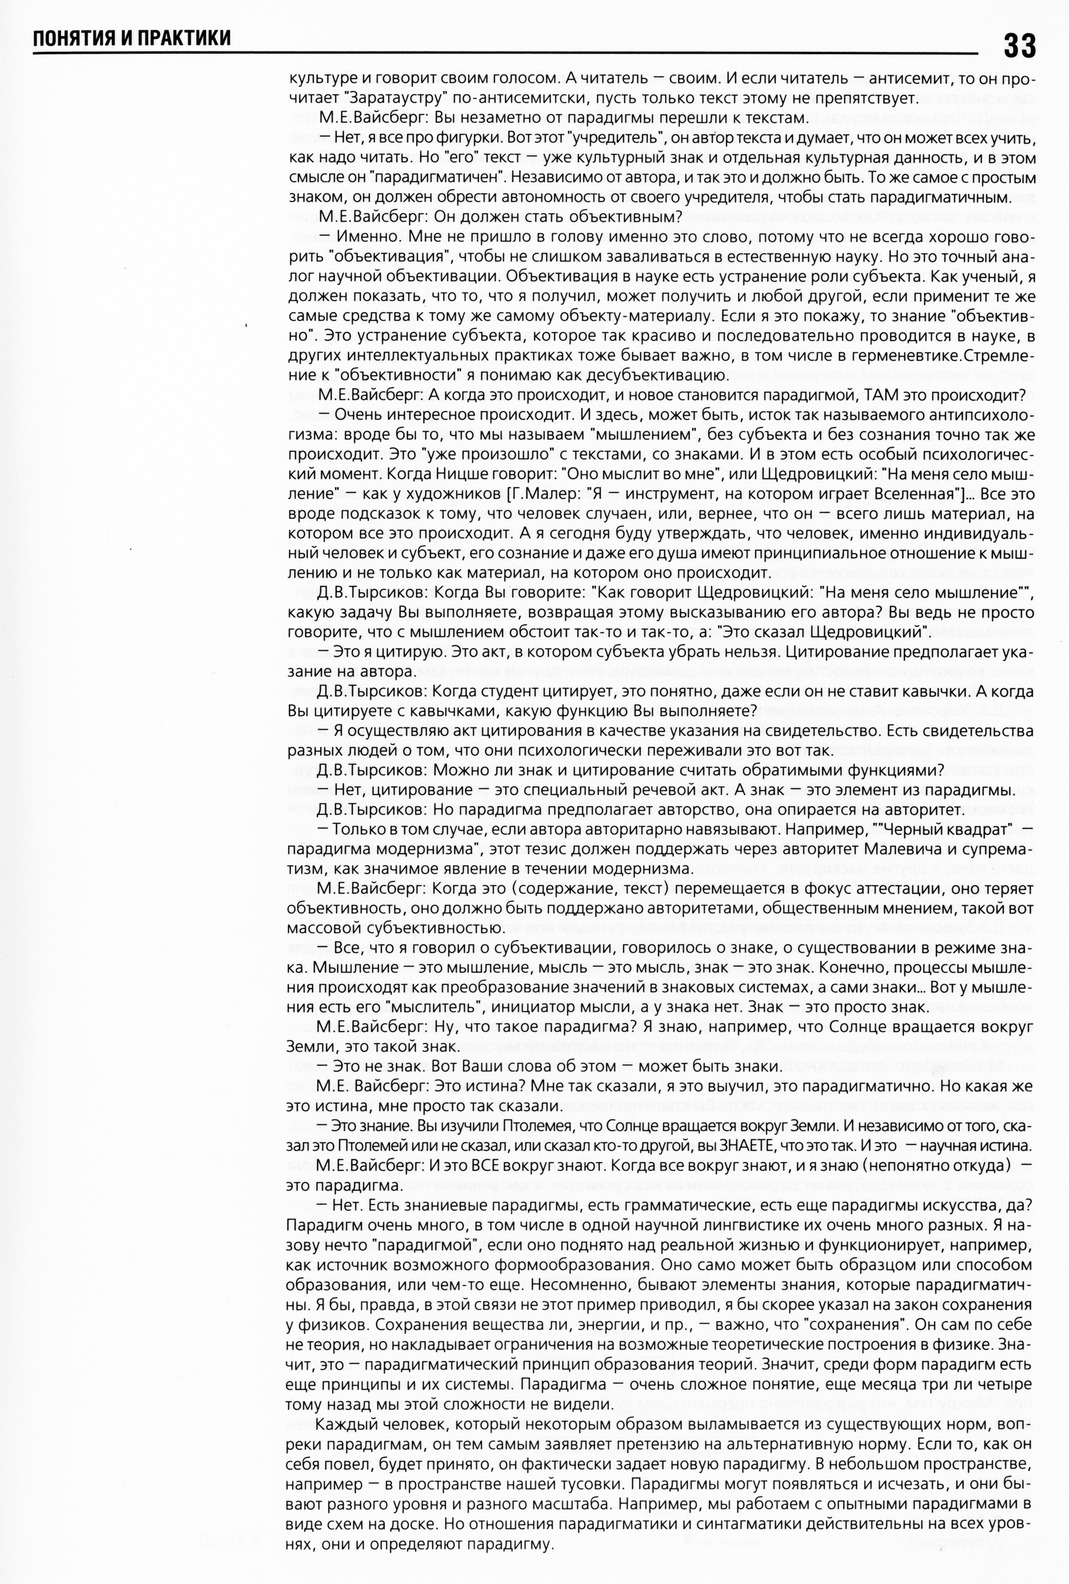 ПОНЯТИЯ И ПРАКТИКИ
33
культуре и говорит своим голосом. А читатель — своим. И если читатель — антисемит, то он про-
читает "Заратаустру" по-антисемитски, пусть только текст этому не препятствует.
М.Е.Вайсберг: Вы незаметно от парадигмы перешли к текстам.
— Нет, я все про фигурки. Вот этот "учредитель", он автор текста и думает, что он может всех учить,
как надо читать. Но "его" текст — уже культурный знак и отдельная культурная данность, и в этом
смысле он "парадигматичен". Независимо от автора, и так это и должно быть. То же самое с простым
знаком, он должен обрести автономность от своего учредителя, чтобы стать парадигматичным.
М.Е.Вайсберг: Он должен стать объективным?
— Именно. Мне не пришло в голову именно это слово, потому что не всегда хорошо гово-
рить "объективация", чтобы не слишком заваливаться в естественную науку. Но это точный ана-
лог научной объективации. Объективация в науке есть устранение роли субъекта. Как ученый, я
должен показать, что то, что я получил, может получить и любой другой, если применит те же
самые средства к тому же самому объекту-материалу. Если я это покажу, то знание "объектив-
но". Это устранение субъекта, которое так красиво и последовательно проводится в науке, в
других интеллектуальных практиках тоже бывает важно, в том числе в герменевтике.Стремле-
ние к "объективности" я понимаю как десубъективацию.
М.Е.Вайсберг: А когда это происходит, и новое становится парадигмой, ТАМ это происходит?
— Очень интересное происходит. И здесь, может быть, исток так называемого антипсихоло-
гизма: вроде бы то, что мы называем "мышлением", без субъекта и без сознания точно так же
происходит. Это "уже произошло" с текстами, со знаками. И в этом есть особый психологичес-
кий момент. Когда Ницше говорит: "Оно мыслит во мне", или Щедровицкий: "На меня село мыш-
ление" — как у художников [Г.Малер: "Я — инструмент, на котором играет Вселенная"]... Все это
вроде подсказок к тому, что человек случаен, или, вернее, что он — всего лишь материал, на
котором все это происходит. А я сегодня буду утверждать, что человек, именно индивидуаль-
ный человек и субъект, его сознание и даже его душа имеют принципиальное отношение к мыш-
лению и не только как материал, на котором оно происходит.
Д.В.Тырсиков: Когда Вы говорите: "Как говорит Щедровицкий: "На меня село мышление"",
какую задачу Вы выполняете, возвращая этому высказыванию его автора? Вы ведь не просто
говорите, что с мышлением обстоит так-то и так-то, а: "Это сказал Щедровицкий".
— Это я цитирую. Это акт, в котором субъекта убрать нельзя. Цитирование предполагает ука-
зание на автора.
Д.В.Тырсиков: Когда студент цитирует, это понятно, даже если он не ставит кавычки. А когда
Вы цитируете с кавычками, какую функцию Вы выполняете?
— Я осуществляю акт цитирования в качестве указания на свидетельство. Есть свидетельства
разных людей о том, что они психологически переживали это вот так.
Д.В.Тырсиков: Можно ли знак и цитирование считать обратимыми функциями?
— Нет, цитирование — это специальный речевой акт. А знак — это элемент из парадигмы.
Д.В.Тырсиков: Но парадигма предполагает авторство, она опирается на авторитет.
— Только в том случае, если автора авторитарно навязывают. Например, ""Черный квадрат" —
парадигма модернизма", этот тезис должен поддержать через авторитет Малевича и супрема-
тизм, как значимое явление в течении модернизма.
М.Е.Вайсберг: Когда это (содержание, текст) перемещается в фокус аттестации, оно теряет
объективность, оно должно быть поддержано авторитетами, общественным мнением, такой вот
массовой субъективностью.
— Все, что я говорил о субъективации, говорилось о знаке, о существовании в режиме зна-
ка. Мышление — это мышление, мысль — это мысль, знак — это знак. Конечно, процессы мышле-
ния происходят как преобразование значений в знаковых системах, а сами знаки... Вот у мышле-
ния есть его "мыслитель", инициатор мысли, а у знака нет. Знак — это просто знак.
М.Е.Вайсберг: Ну, что такое парадигма? Я знаю, например, что Солнце вращается вокруг
Земли, это такой знак.
— Это не знак. Вот Ваши слова об этом — может быть знаки.
М.Е. Вайсберг: Это истина? Мне так сказали, я это выучил, это парадигматично. Но какая же
это истина, мне просто так сказали.
— Это знание. Вы изучили Птолемея, что Солнце вращается вокруг Земли. И независимо от того, ска-
зал это Птолемей или не сказал, или сказал кто-то другой, вы ЗНАЕТЕ, что это так. И это — научная истина.
М.Е.Вайсберг: И это ВСЕ вокруг знают. Когда все вокруг знают, и я знаю (непонятно откуда) —
это парадигма.
— Нет. Есть знаниевые парадигмы, есть грамматические, есть еще парадигмы искусства, да?
Парадигм очень много, в том числе в одной научной лингвистике их очень много разных. Я на-
зову нечто "парадигмой", если оно поднято над реальной жизнью и функционирует, например,
как источник возможного формообразования. Оно само может быть образцом или способом
образования, или чем-то еще. Несомненно, бывают элементы знания, которые парадигматич-
ны. Я бы, правда, в этой связи не этот пример приводил, я бы скорее указал на закон сохранения
у физиков. Сохранения вещества ли, энергии, и пр., — важно, что "сохранения". Он сам по себе
не теория, но накладывает ограничения на возможные теоретические построения в физике. Зна-
чит, это — парадигматический принцип образования теорий. Значит, среди форм парадигм есть
еще принципы и их системы. Парадигма — очень сложное понятие, еще месяца три ли четыре
тому назад мы этой сложности не видели.
Каждый человек, который некоторым образом выламывается из существующих норм, воп-
реки парадигмам, он тем самым заявляет претензию на альтернативную норму. Если то, как он
себя повел, будет принято, он фактически задает новую парадигму. В небольшом пространстве,
например — в пространстве нашей тусовки. Парадигмы могут появляться и исчезать, и они бы-
вают разного уровня и разного масштаба. Например, мы работаем с опытными парадигмами в
виде схем на доске. Но отношения парадигматики и синтагматики действительны на всех уров-
нях, они и определяют парадигму.